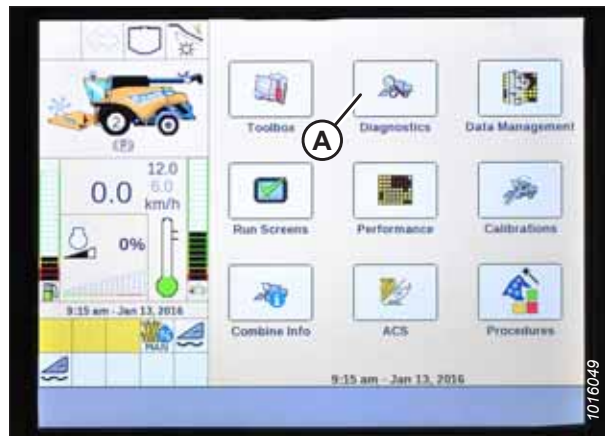 2
(P)
12.0
0.0
6.0
km/h
0%
9:15 am - Jan 13, 2016
MAN
Toolbox
Diagnostics
Data Management
A
Run Screens
Performance
Calibrations
Combine Info
ACS
Procedures
9:15 am - Jan 13, 2016
1016049